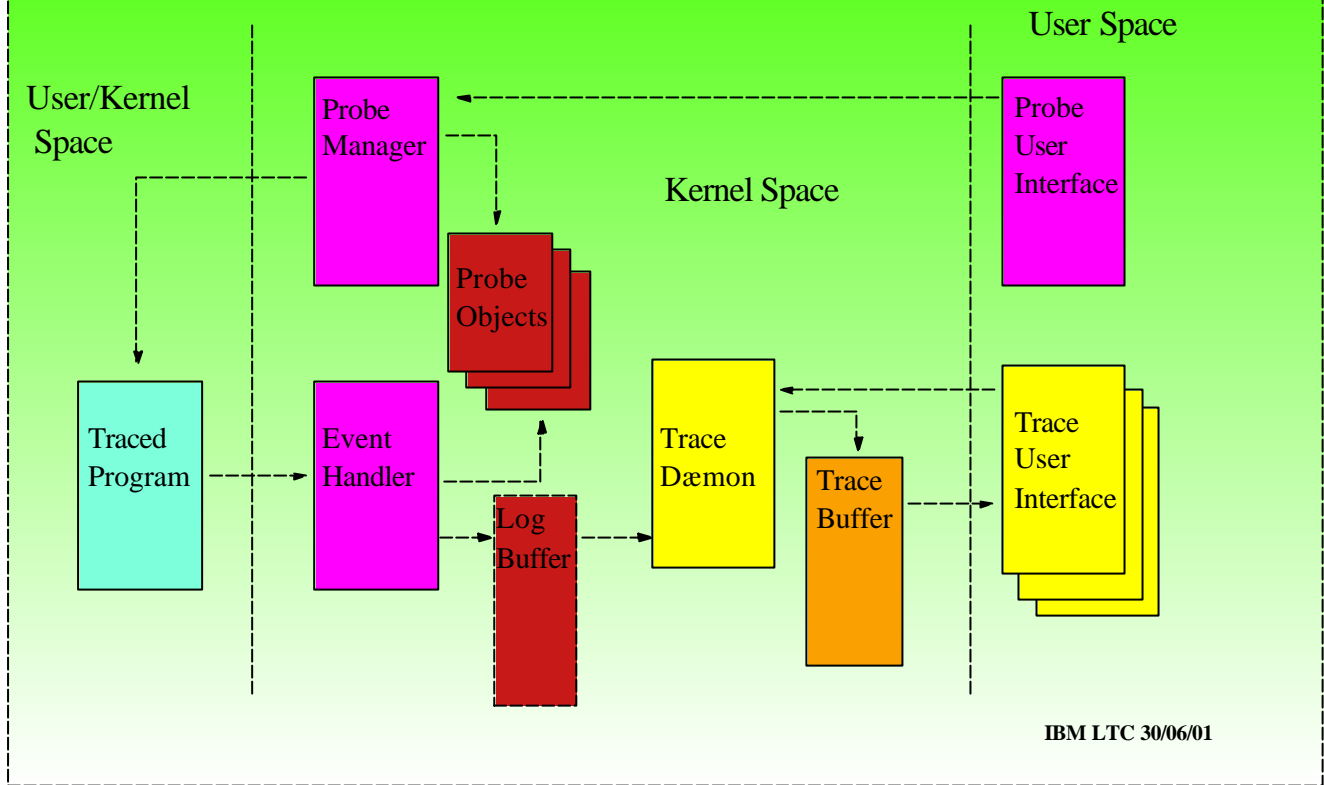 User Space
User/Kernel
Space
Probe
Manager
Probe
User
Interface
Kernel Space
Probe
Objects
Traced
Program
Event
Handler
Log
Buffer
Trace
Dæmon
Trace
Buffer
Trace
User
Interface
IBM LTC 30/06/01